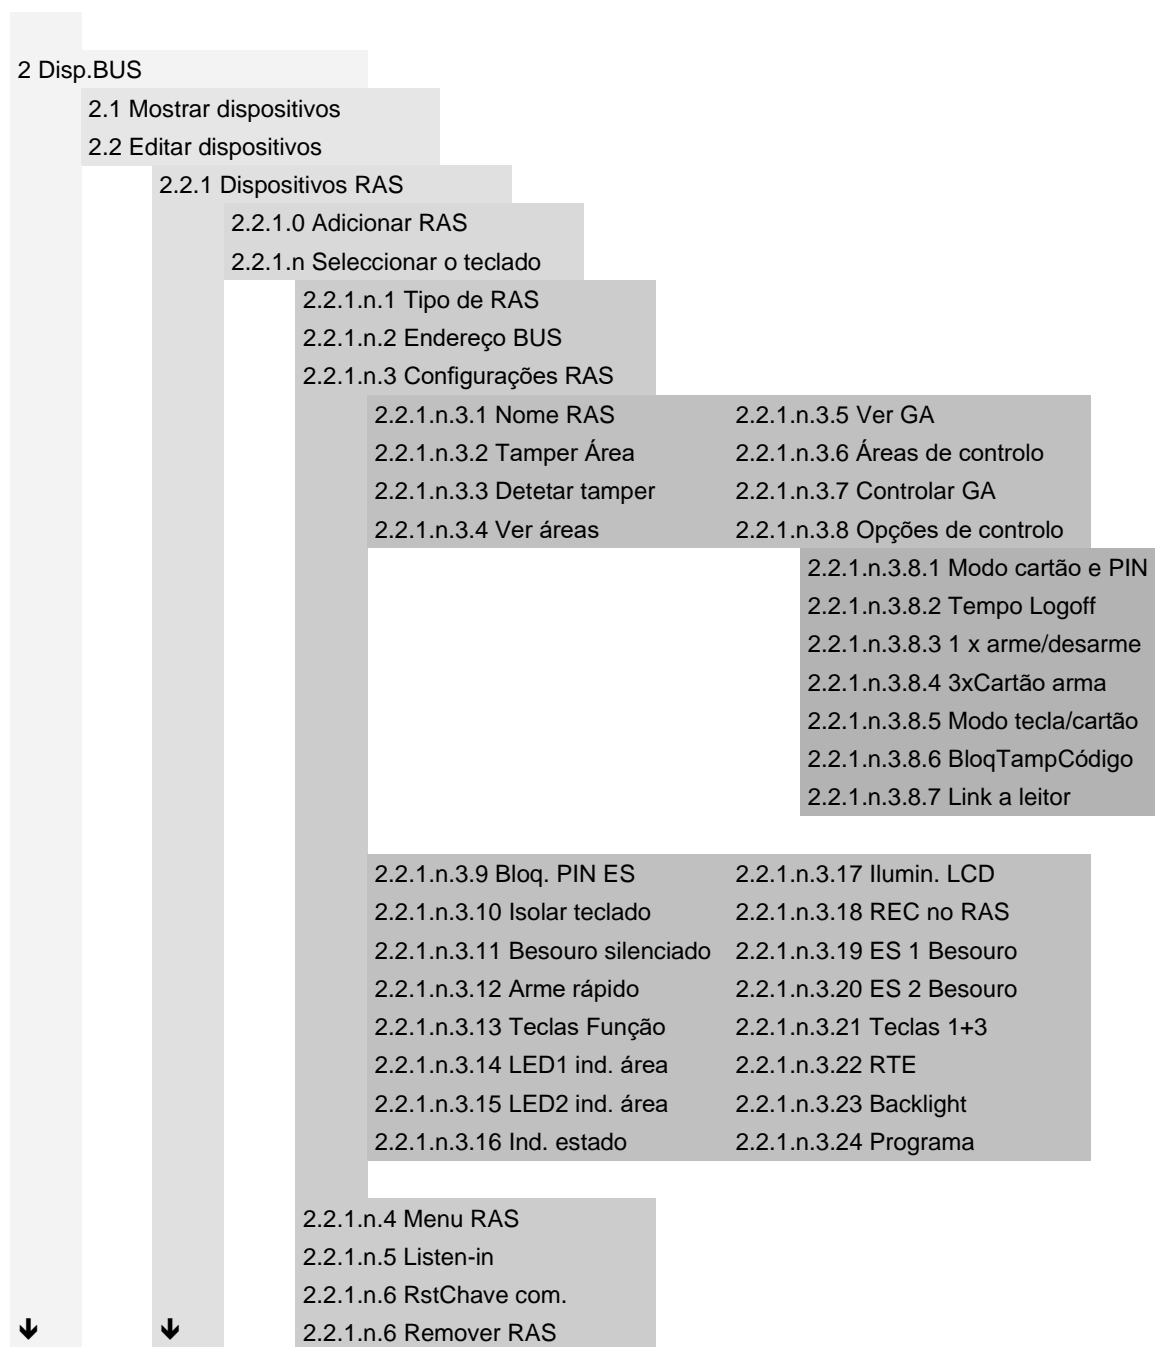 2 Disp.BUS
2.1 Mostrar dispositivos
2.2 Editar dispositivos
2.2.1 Dispositivos RAS
2.2.1.0 Adicionar RAS
2.2.1.n Seleccionar o teclado
2.2.1.n.1 Tipo de RAS
2.2.1.n.2 Endereço BUS
2.2.1.n.3 Configurações RAS
2.2.1.n.3.1 Nome RAS 2.2.1.n.3.5 Ver GA
2.2.1.n.3.2 Tamper Área 2.2.1.n.3.6 Áreas de controlo
2.2.1.n.3.3 Detetar tamper 2.2.1.n.3.7 Controlar GA
2.2.1.n.3.4 Ver áreas 2.2.1.n.3.8 Opções de controlo
2.2.1.n.3.8.1 Modo cartão e PIN
2.2.1.n.3.8.2 Tempo Logoff
2.2.1.n.3.8.3 1 x arme/desarme
2.2.1.n.3.8.4 3xCartão arma
2.2.1.n.3.8.5 Modo tecla/cartão
2.2.1.n.3.8.6 BloqTampCódigo
2.2.1.n.3.8.7 Link a leitor
2.2.1.n.3.9 Bloq. PIN ES 2.2.1.n.3.17 Ilumin. LCD
2.2.1.n.3.10 Isolar teclado 2.2.1.n.3.18 REC no RAS
2.2.1.n.3.11 Besouro silenciado 2.2.1.n.3.19 ES 1 Besouro
2.2.1.n.3.12 Arme rápido 2.2.1.n.3.20 ES 2 Besouro
2.2.1.n.3.13 Teclas Função 2.2.1.n.3.21 Teclas 1+3
2.2.1.n.3.14 LED1 ind. área 2.2.1.n.3.22 RTE
2.2.1.n.3.15 LED2 ind. área 2.2.1.n.3.23 Backlight
2.2.1.n.3.16 Ind. estado 2.2.1.n.3.24 Programa
2.2.1.n.4 Menu RAS
2.2.1.n.5 Listen-in
2.2.1.n.6 RstChave com.
2.2.1.n.6 Remover RAS